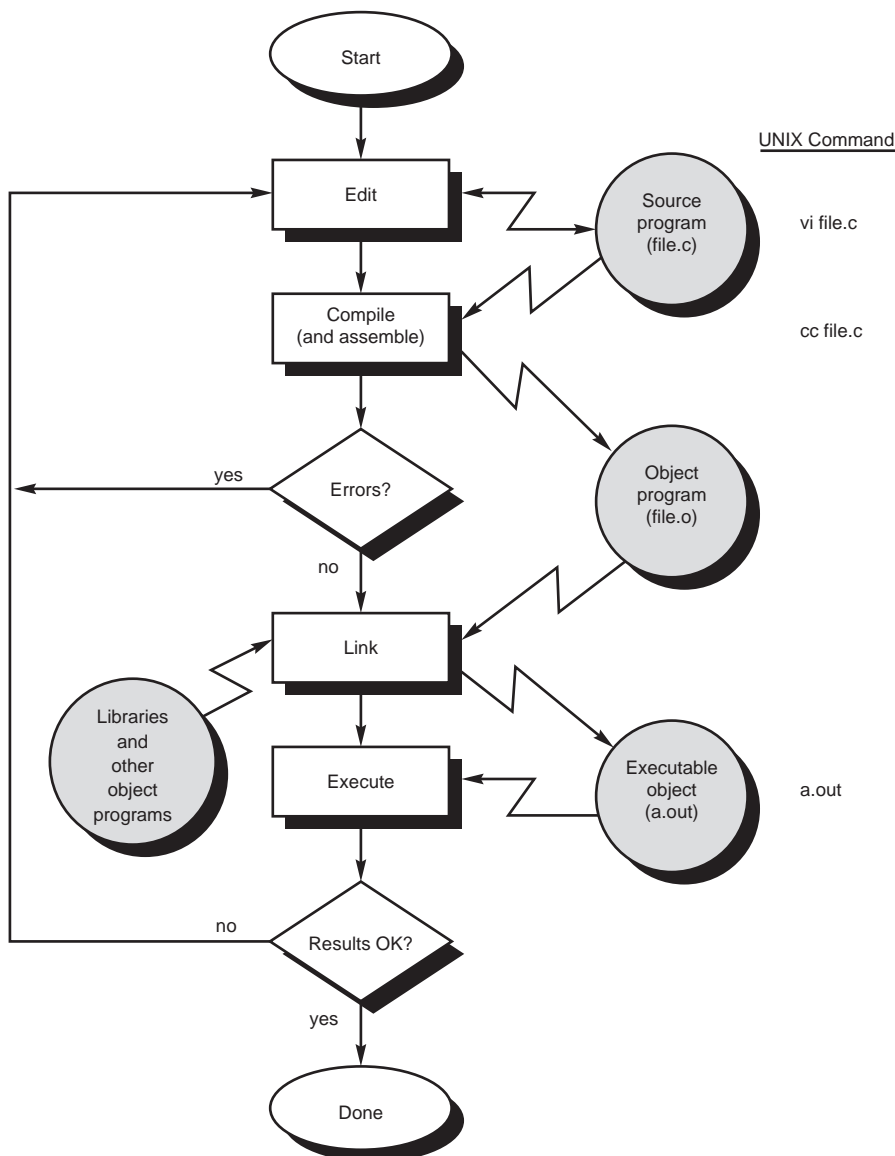 Start
UNIX Command
Edit
Source
program
(file.c)
vi file.c
Compile
(and assemble)
cc file.c
yes
Errors?
Object
program
(file.o)
no
Link
Libraries
and
other
object
programs
Execute
Executable
object
(a.out)
a.out
no
Results OK?
yes
Done